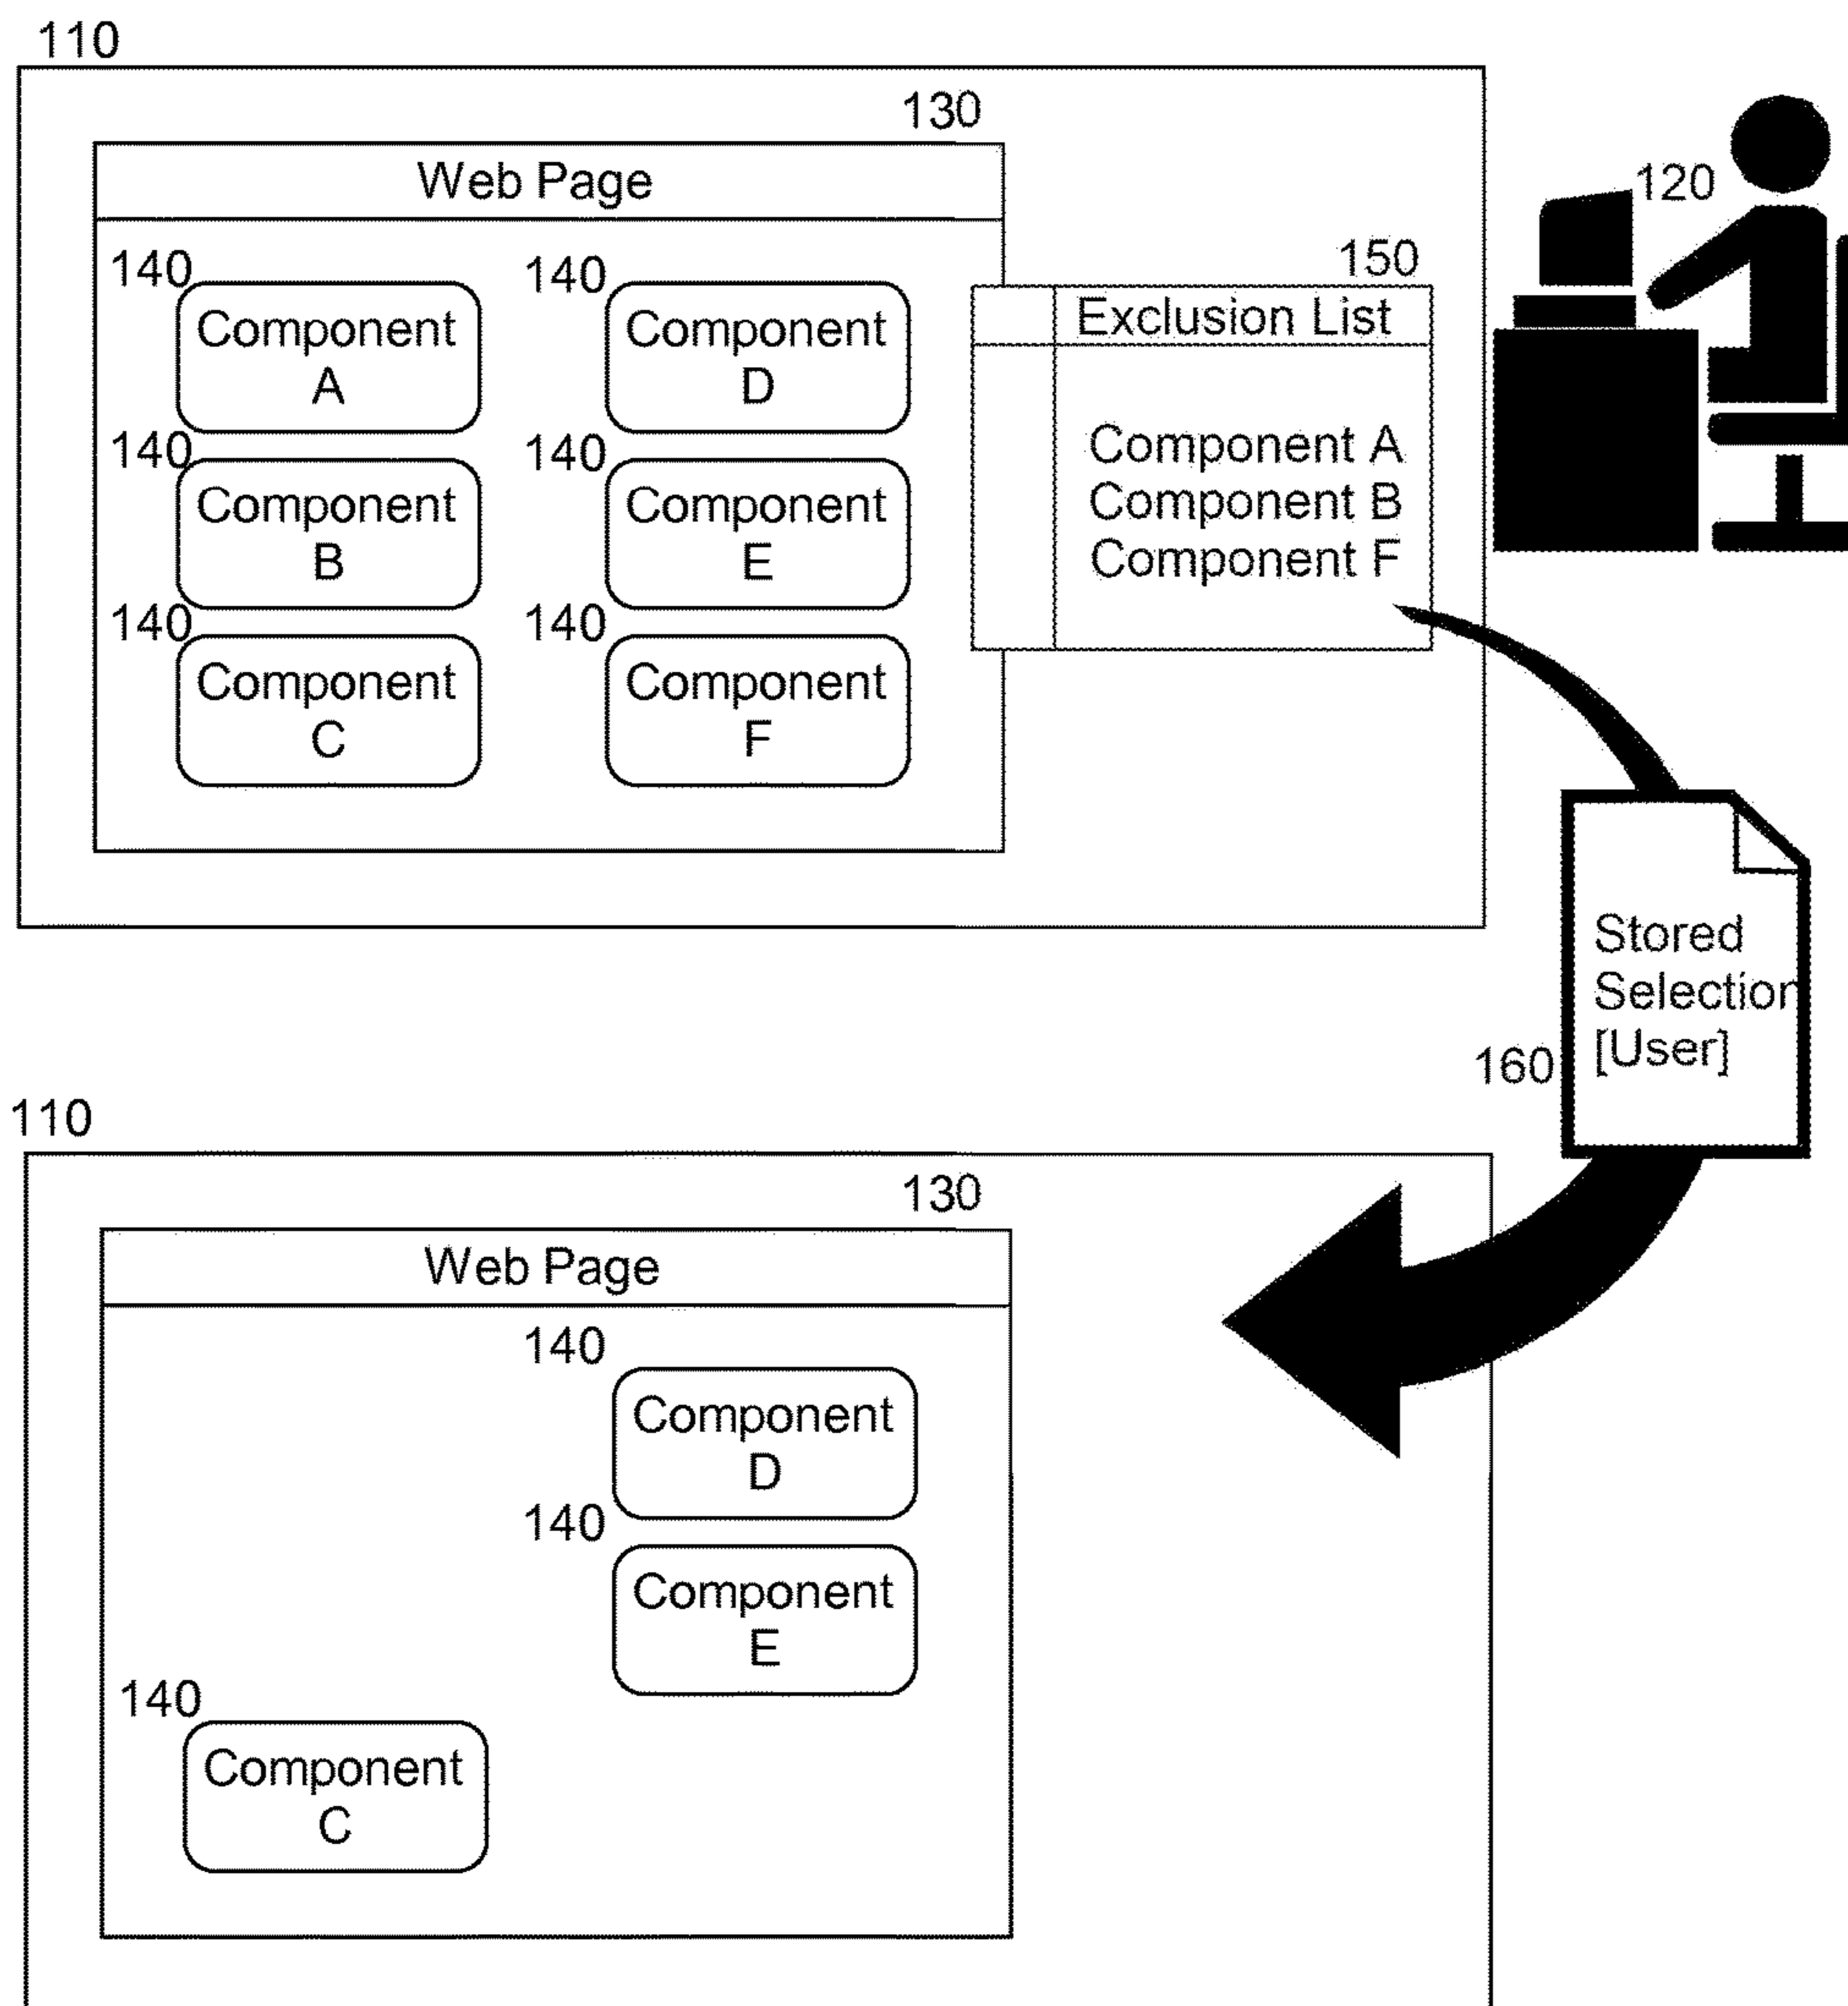 110
130
Web Page
120
150
140
140
Component
A
Component
D
Exclusion List
140
140
Component
B
Component
E
Component A
Component B
Component F
140
140
Component
C
Component
F
Stored
Selection
[User]
160
110
130
Web Page
140
Component
D
140
Component
E
140
Component
C